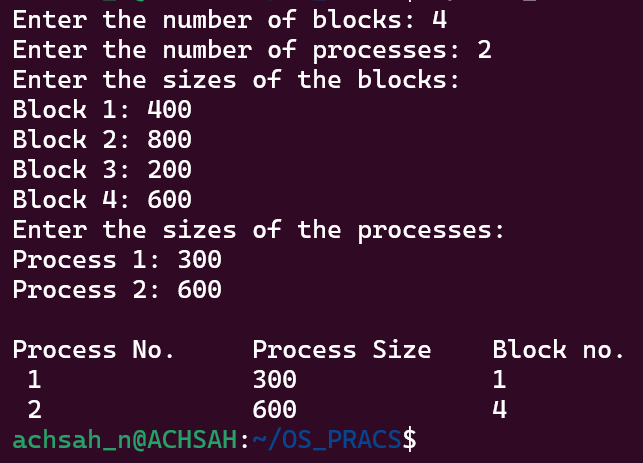 Enter the number of blocks: 4
Enter the number of processes: 2
Enter the sizes of the blocks:
Block 1: 400
Block 2: 800
Block 3: 200
Block 4: 600
Enter the sizes of the processes:
Process 1: 300
Process 2: 600
Process No. Process Size Block no.
1 300 1
2 600 4
achsah_n@ACHSAH:~/OS_PRACS$